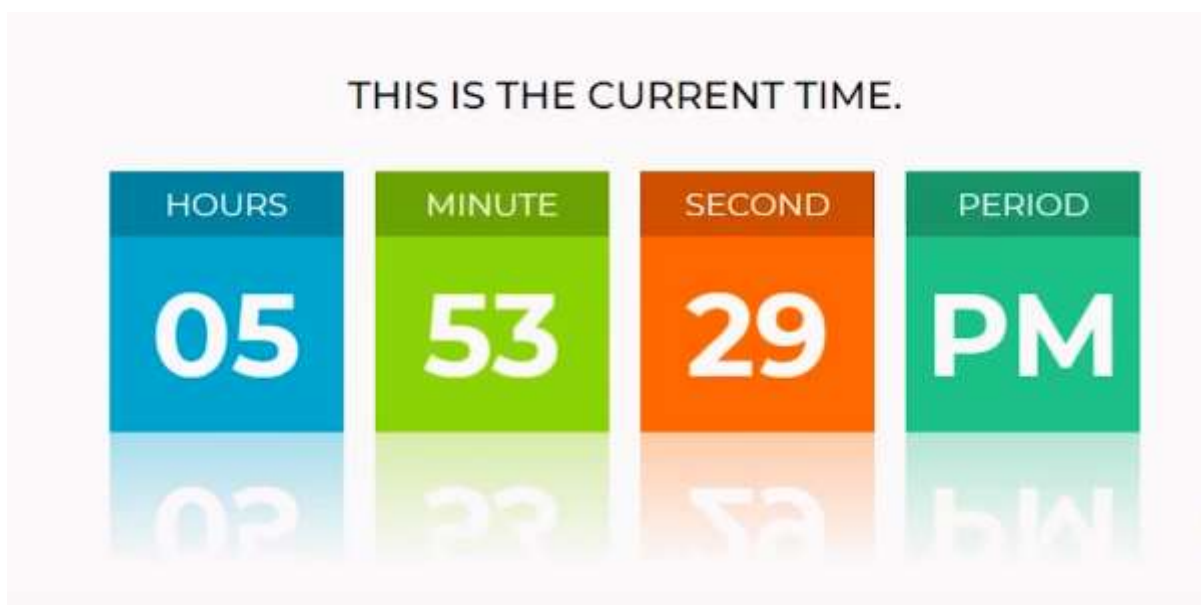 THIS IS THE CURRENT TIME.
HOURS MINUTE SECOND PERIOD
05 53 29 PM